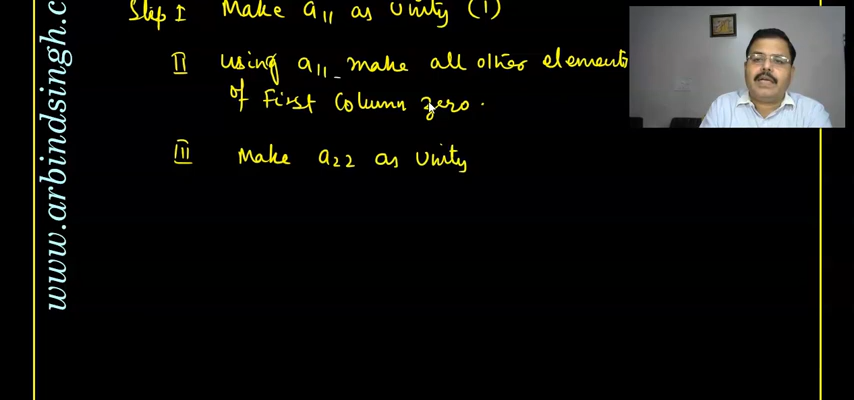 Step I Make a11 as unity (1)
II Using a11 make all other elements
of First Column zero.
III Make a22 as unity
www.arbindsingh.c